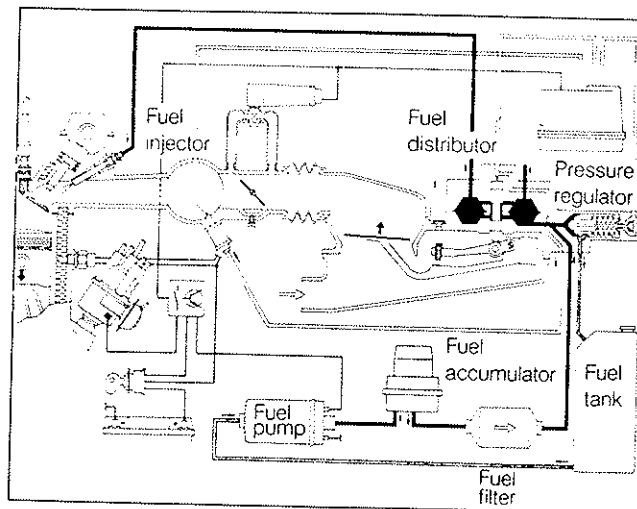 Fuel
injector
Fuel
distributor
Pressure
regulator
Fuel
accumulator
Fuel
tank
Fuel
pump
Fuel
filter